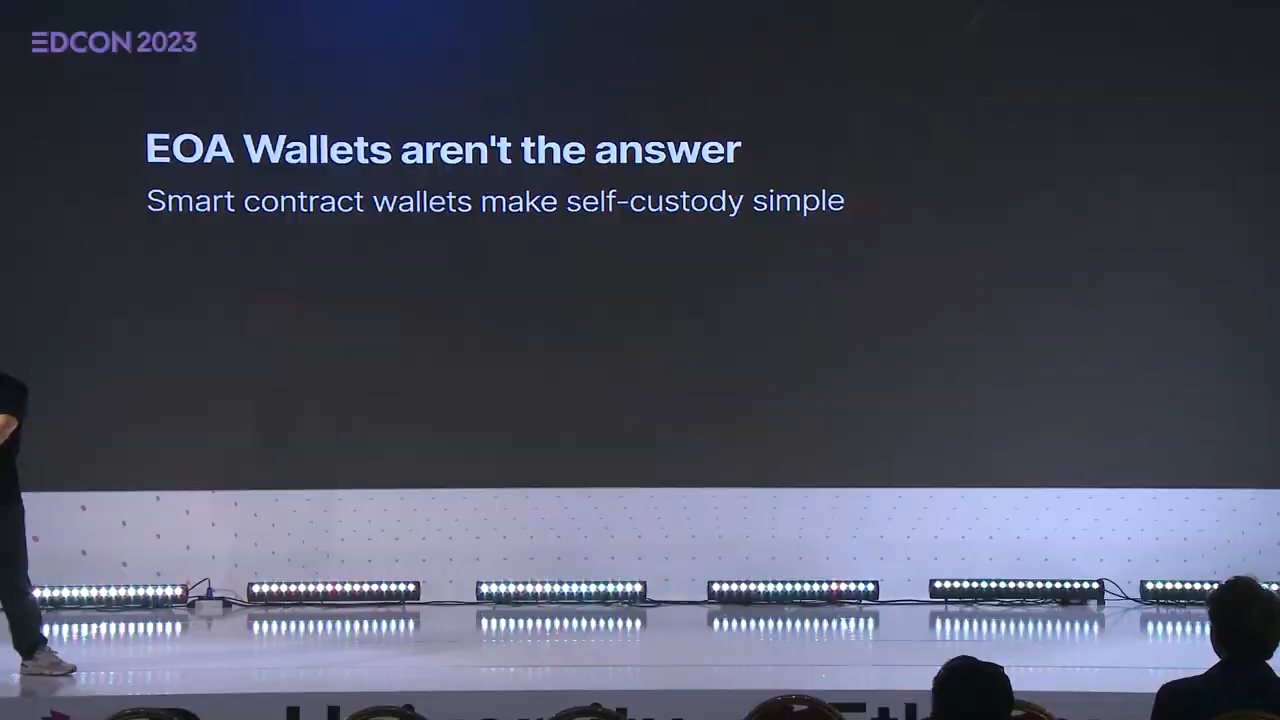 EDCON 2023
EOA Wallets aren't the answer
Smart contract wallets make self-custody simple